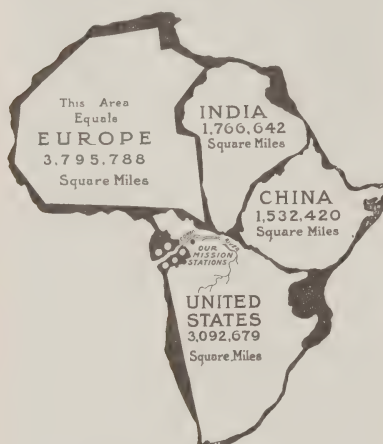 This Area
Equals
EUROPE
3,795,788
Square Miles
INDIA
1,766,642
Square Miles
CHINA
1,532,420
Square Miles
OUR
MISSION
STATIONS
UNITED
STATES
3,092,679
Square Miles